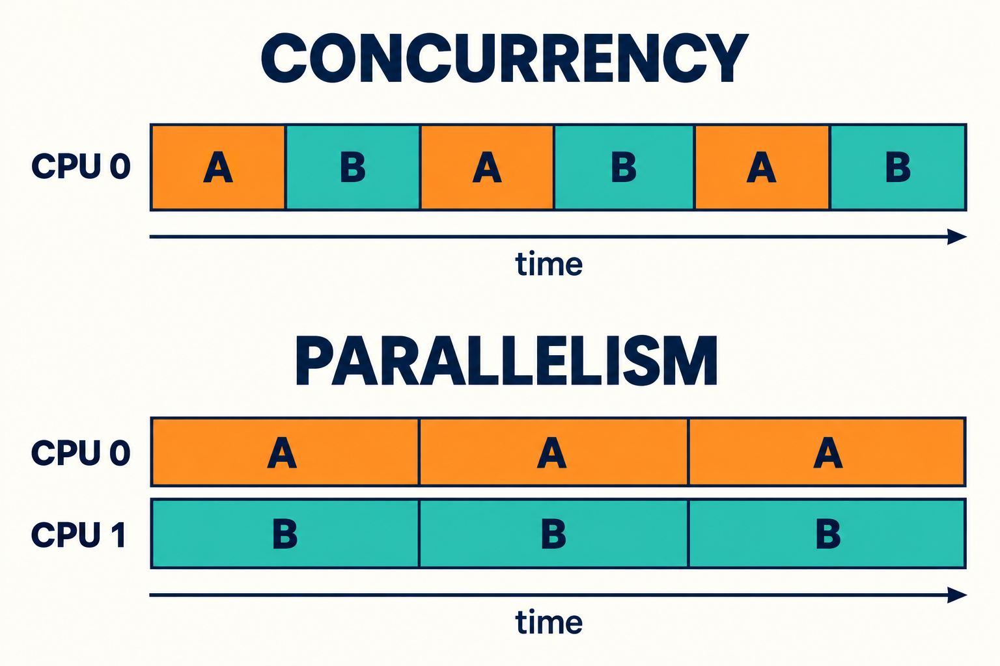 CONCURRENCY
CPU 0 A B A B A B
time
PARALLELISM
CPU 0 A A A
CPU 1 B B B
time